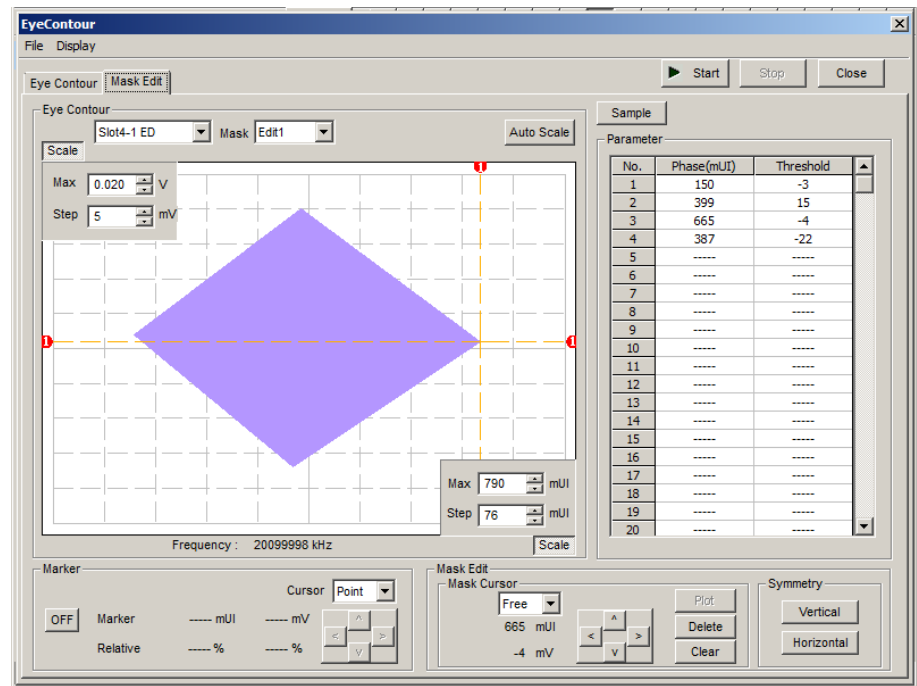 EyeContour
File Display
Start Stop Close
Eye Contour Mask Edit
Eye Contour
Slot4-1 ED Mask Edit1 Auto Scale
Scale
Max 0.020 V
Step 5 mV
1
1
1
Max 790 mUI
Step 76 mUI
Frequency : 20099998 kHz Scale
Sample
Parameter
No. Phase(mUI) Threshold
1 150 -3
2 399 15
3 665 -4
4 387 -22
5 ----- -----
6 ----- -----
7 ----- -----
8 ----- -----
9 ----- -----
10 ----- -----
11 ----- -----
12 ----- -----
13 ----- -----
14 ----- -----
15 ----- -----
16 ----- -----
17 ----- -----
18 ----- -----
19 ----- -----
20 ----- -----
Marker
Cursor Point
OFF Marker ----- mUI ----- mV
Relative ----- % ----- %
^
< >
v
Mask Edit
Mask Cursor
Free
665 mUI
-4 mV
^
< >
v
Plot
Delete
Clear
Symmetry
Vertical
Horizontal